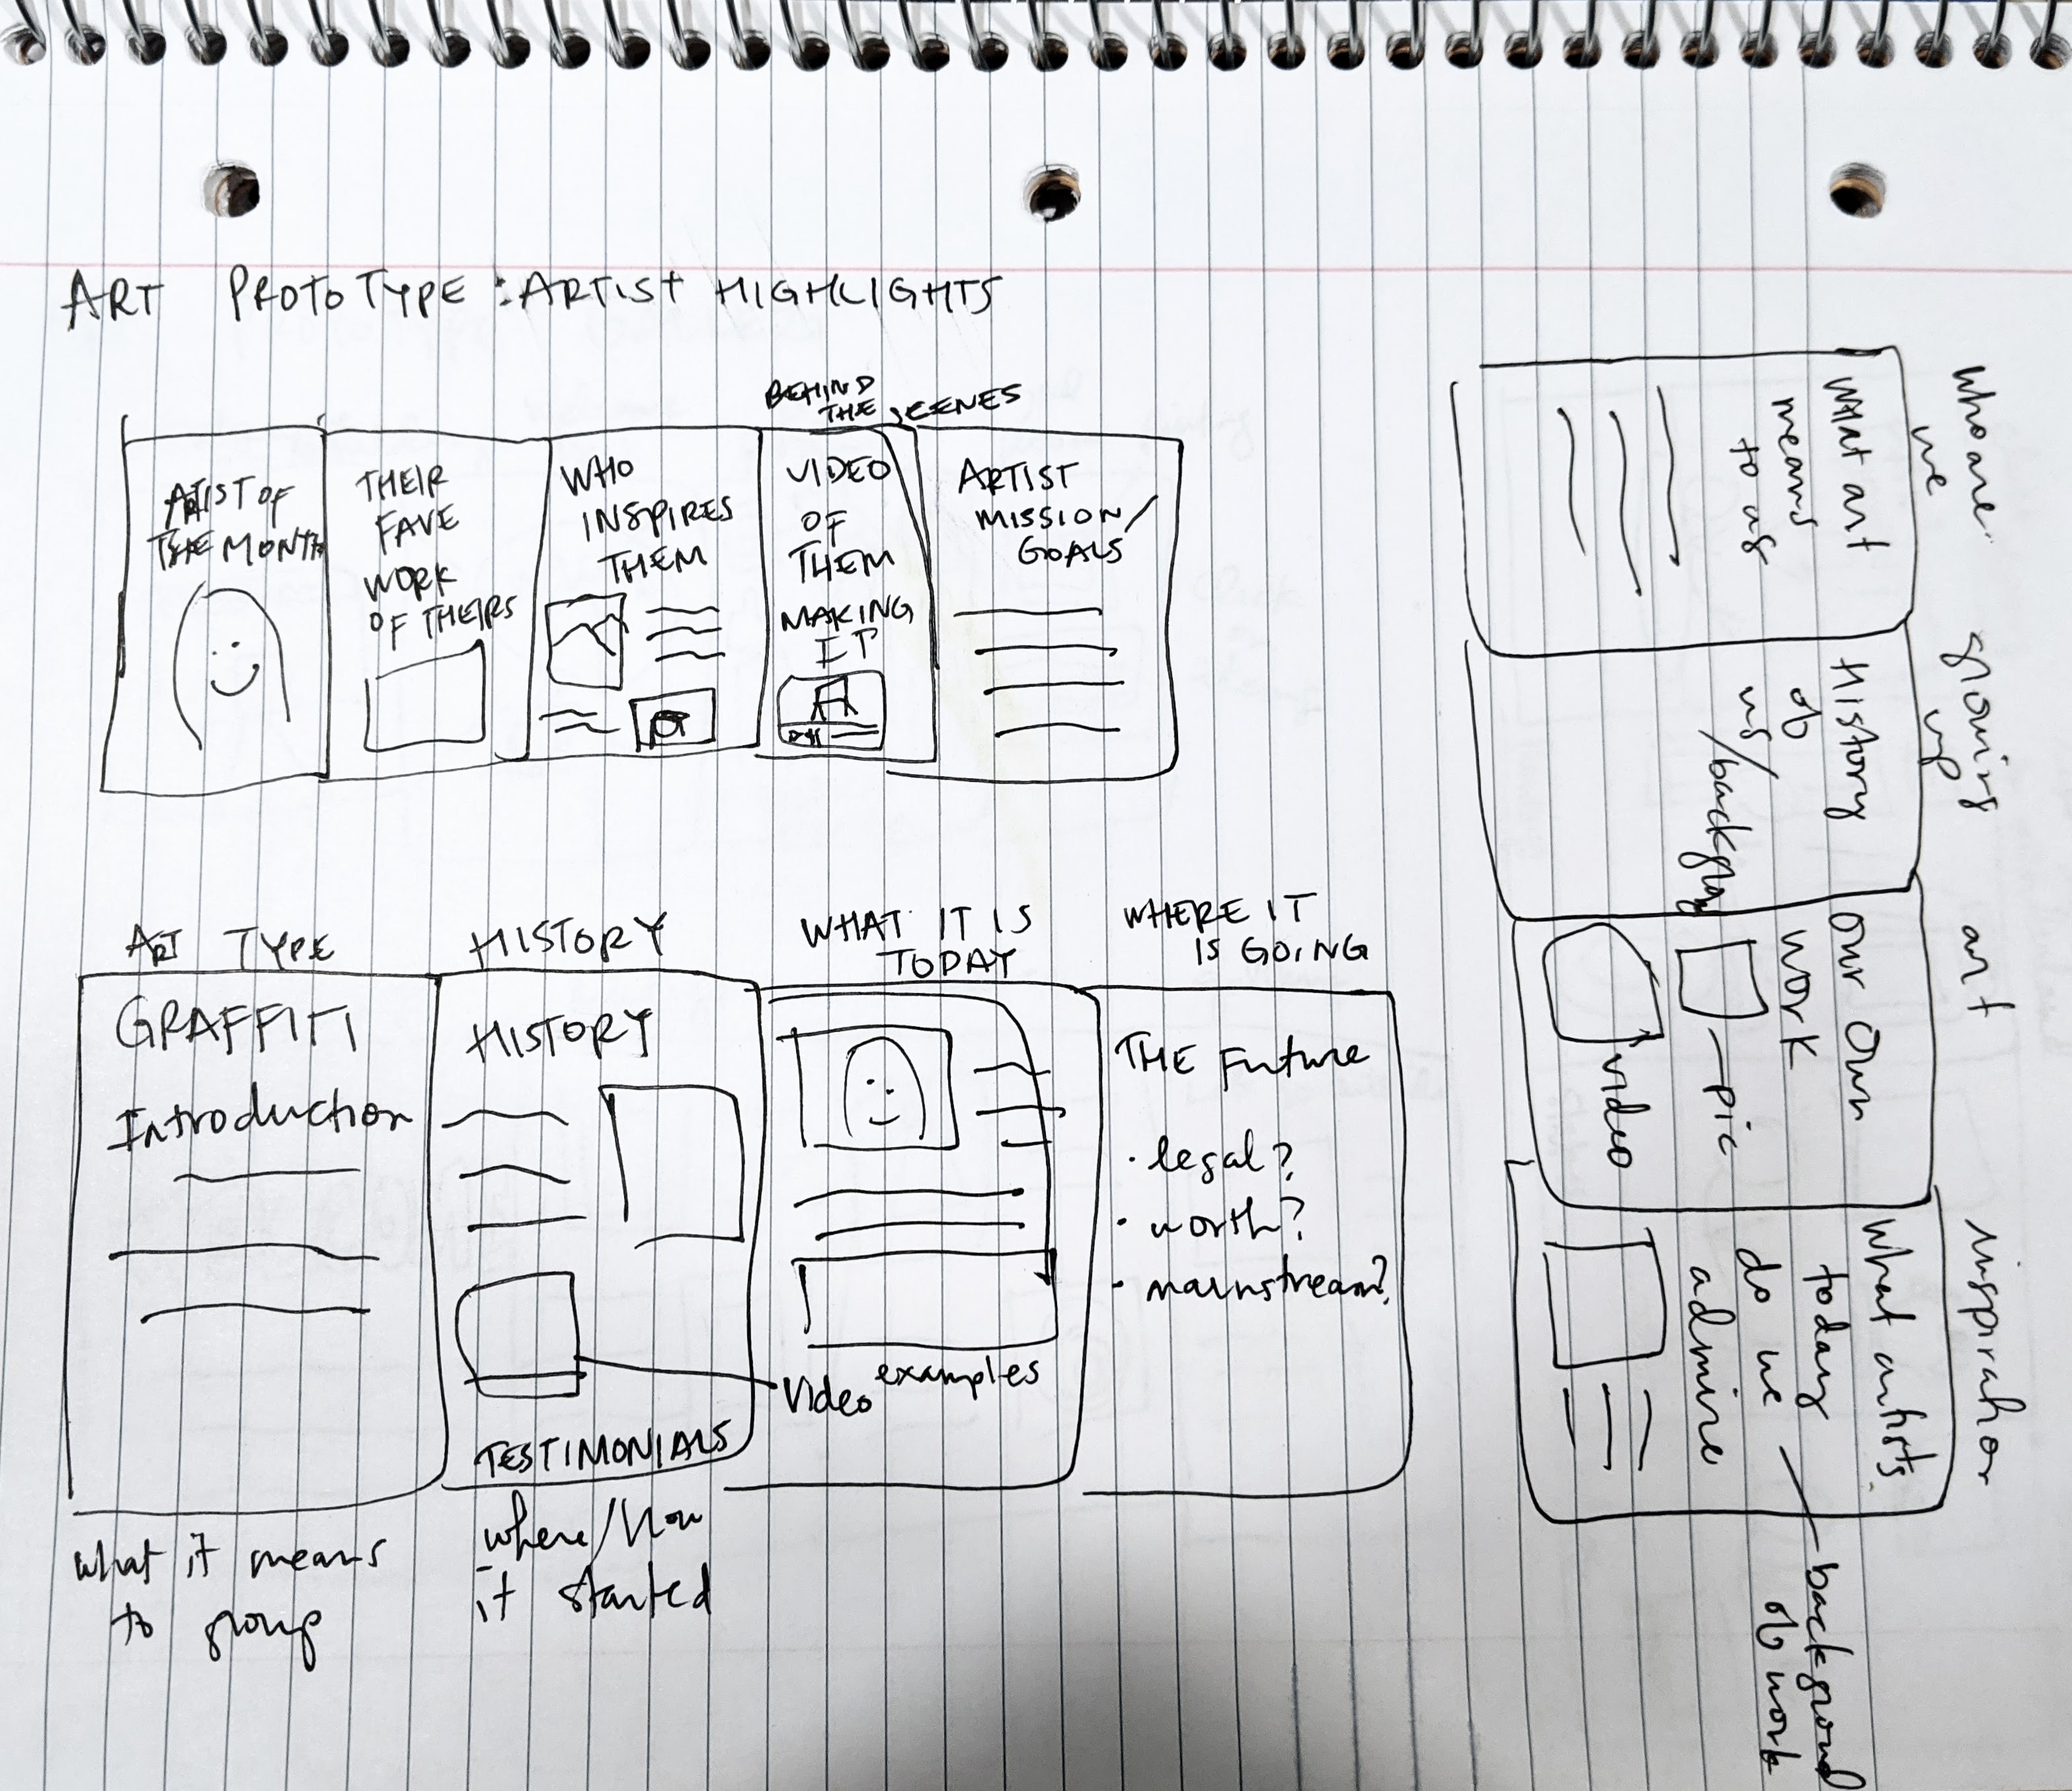 ART PROTOTYPE: ARTIST HIGHLIGHTS
ARTIST OF
THE MONTH
THEIR
FAVE
WORK
OF THEIRS
WHO
INSPIRES
THEM
BEHIND
THE SCENES
VIDEO
OF
THEM
MAKING
IT
ARTIST
MISSION/
GOALS
ART TYPE
GRAFFITI
Introduction
what it means
to group
HISTORY
HISTORY
TESTIMONIALS
where/how
it started
WHAT IT IS
TODAY
Video
examples
WHERE IT
IS GOING
THE Future
· legal?
· worth?
· mainstream?
Who are
we
What art
means
to us
growing
up
History
of
us
art
Our own
work
pic
video
inspiration
What artists
today
do we
admire
background
of work